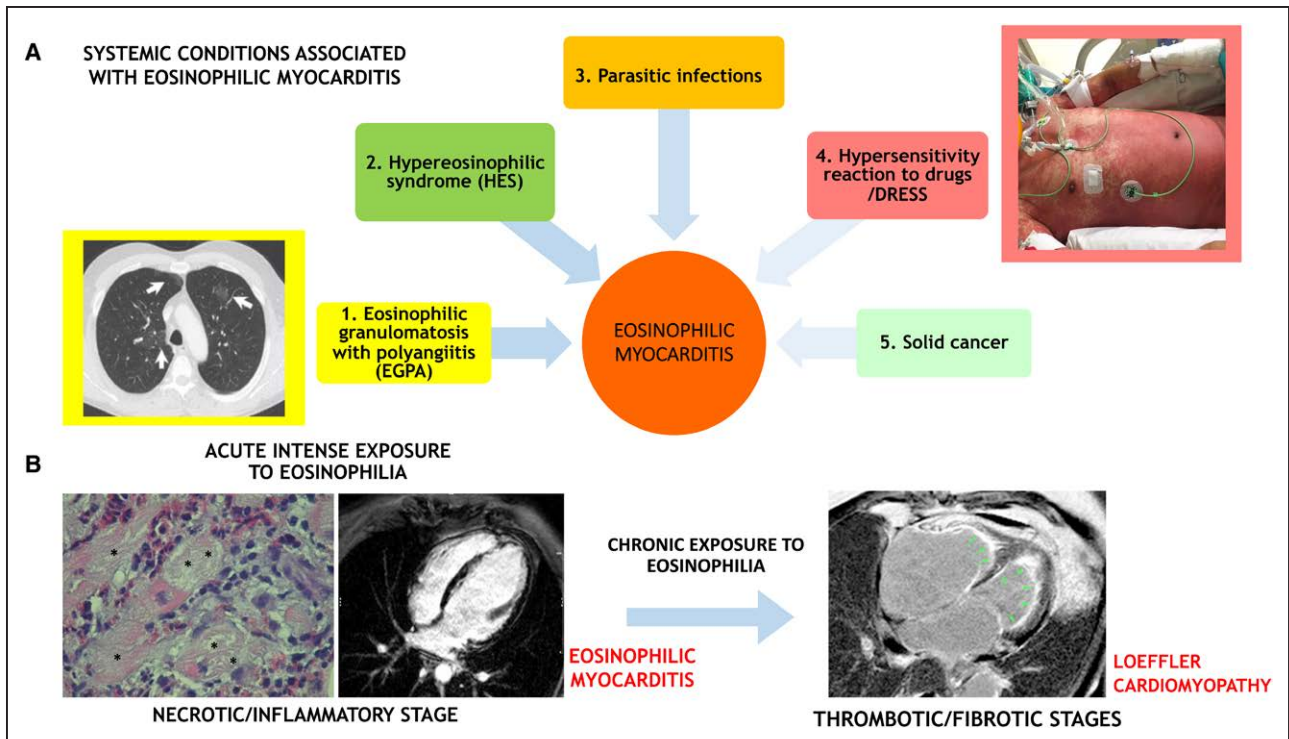 A
SYSTEMIC CONDITIONS ASSOCIATED
WITH EOSINOPHILIC MYOCARDITIS
3. Parasitic infections
2. Hypereosinophilic
syndrome (HES)
4. Hypersensitivity
reaction to drugs
/DRESS
1. Eosinophilic
granulomatosis
with polyangiitis
(EGPA)
EOSINOPHILIC
MYOCARDITIS
5. Solid cancer
B
ACUTE INTENSE EXPOSURE
TO EOSINOPHILIA
* * * * * * *
CHRONIC EXPOSURE TO
EOSINOPHILIA
EOSINOPHILIC
MYOCARDITIS
LOEFFLER
CARDIOMYOPATHY
NECROTIC/INFLAMMATORY STAGE
THROMBOTIC/FIBROTIC STAGES